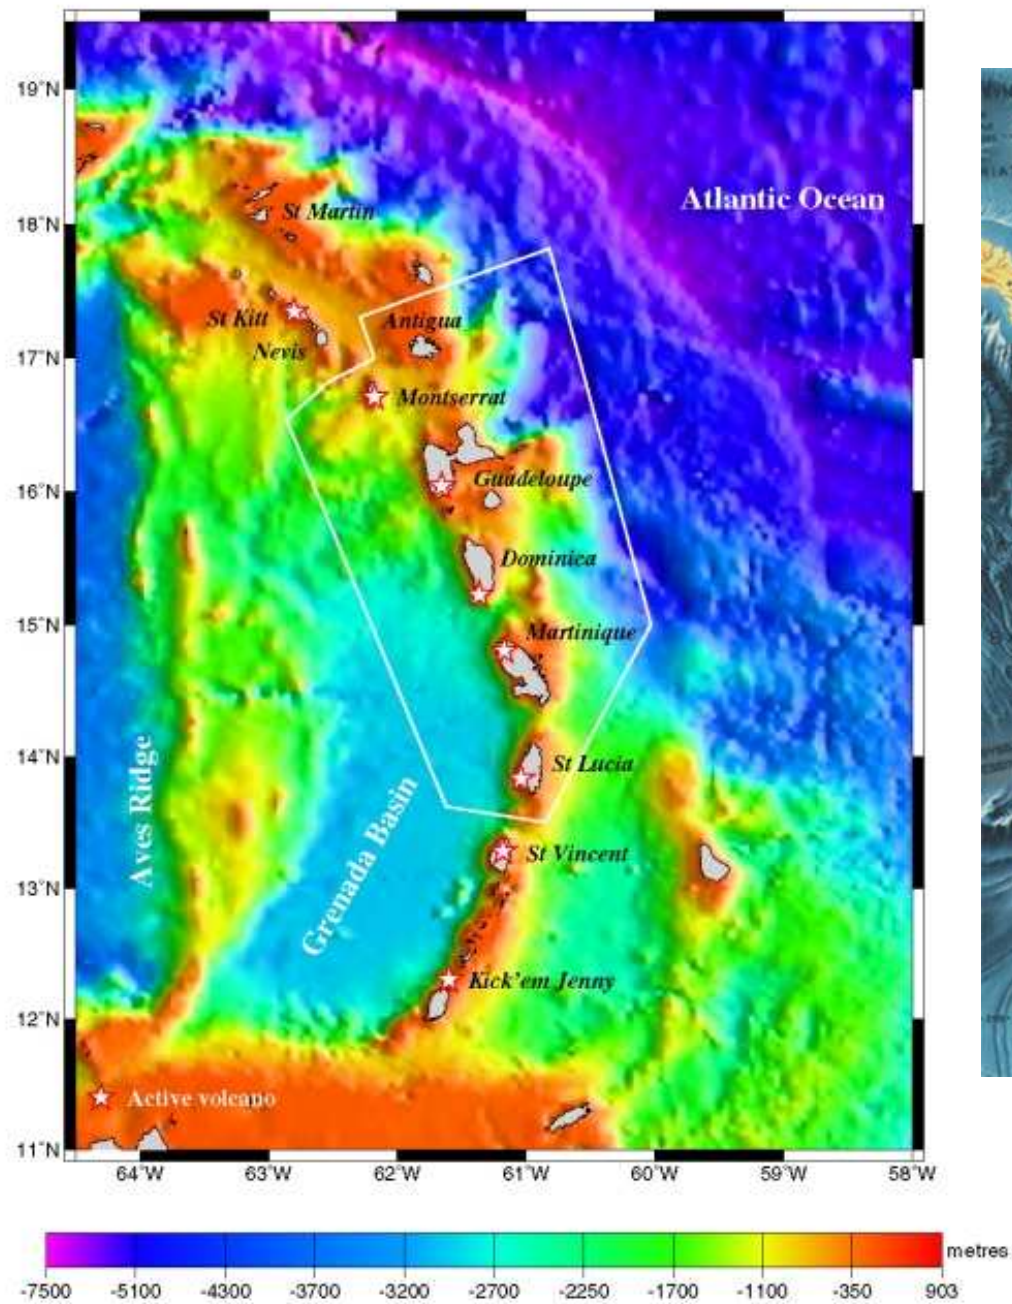 19°N
18°N
17°N
16°N
15°N
14°N
13°N
12°N
11°N
Atlantic Ocean
St Martin
St Kitt
Nevis
Antigua
Montserrat
Guadeloupe
Dominica
Martinique
St Lucia
St Vincent
Kick'em Jenny
Aves Ridge
Grenada Basin
Active volcano
64°W 63°W 62°W 61°W 60°W 59°W 58°W
metres
-7500 -5100 -4300 -3700 -3200 -2700 -2250 -1700 -1100 -350 903